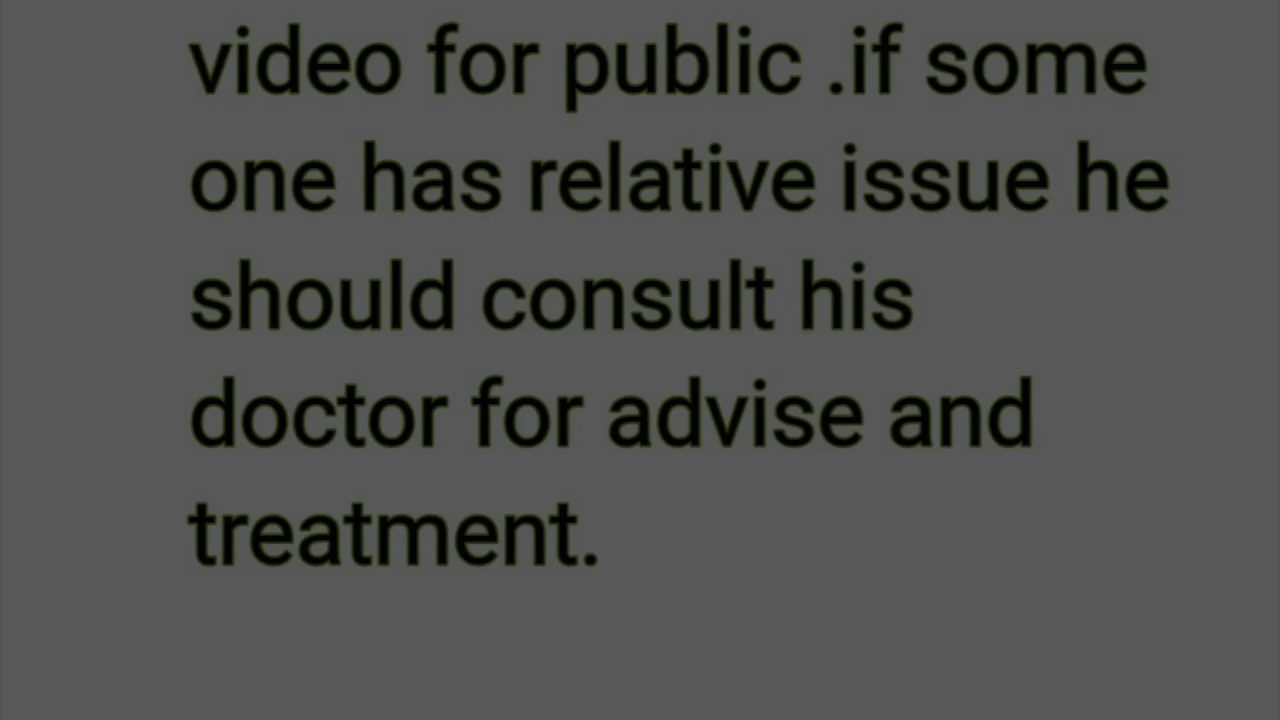 video for public .if some
one has relative issue he
should consult his
doctor for advise and
treatment.